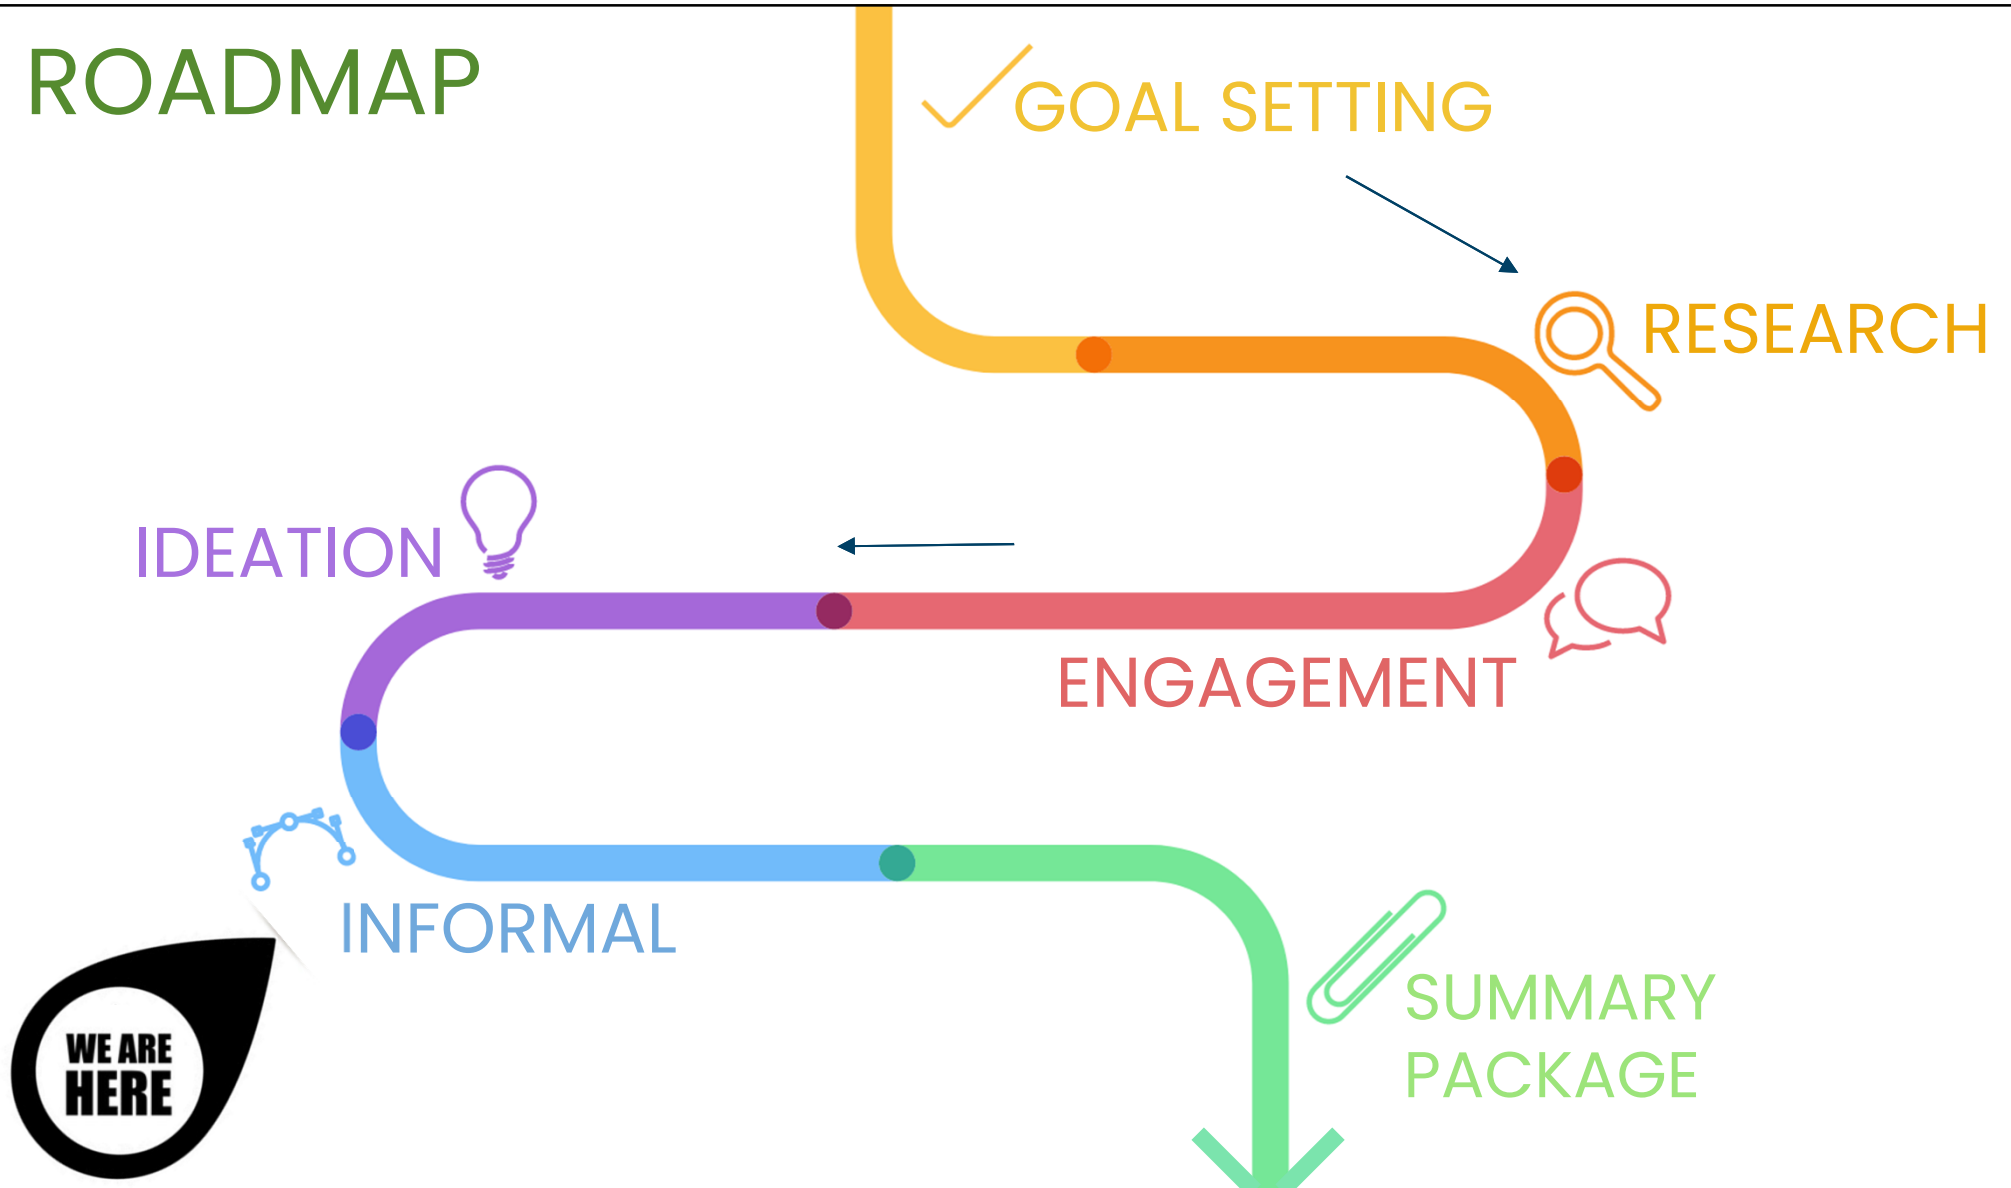 ROADMAP
GOAL SETTING
RESEARCH
IDEATION
ENGAGEMENT
INFORMAL
WE ARE
HERE
SUMMARY
PACKAGE